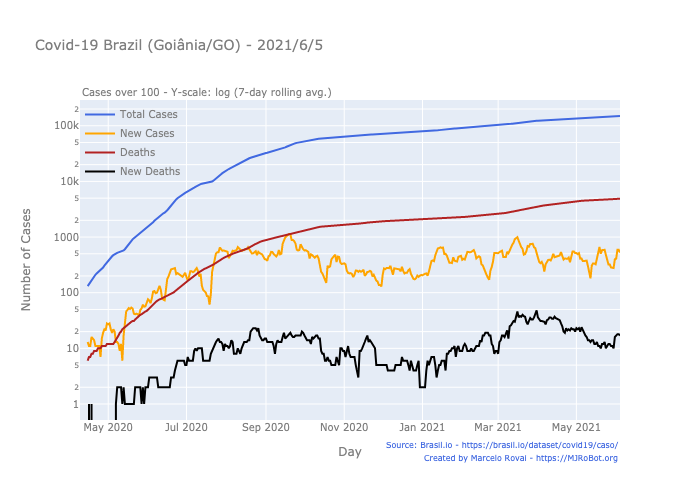 Covid-19 Brazil (Goiânia/GO) - 2021/6/5
Cases over 100 - Y-scale: log (7-day rolling avg.)
Total Cases
New Cases
Deaths
New Deaths
2
100k
5
2
10k
5
2
1000
5
2
100
5
2
10
5
2
1
Number of Cases
May 2020
Jul 2020
Sep 2020
Nov 2020
Jan 2021
Mar 2021
May 2021
Day
Source: Brasil.io - https://brasil.io/dataset/covid19/caso/
Created by Marcelo Rovai - https://MJRoBot.org